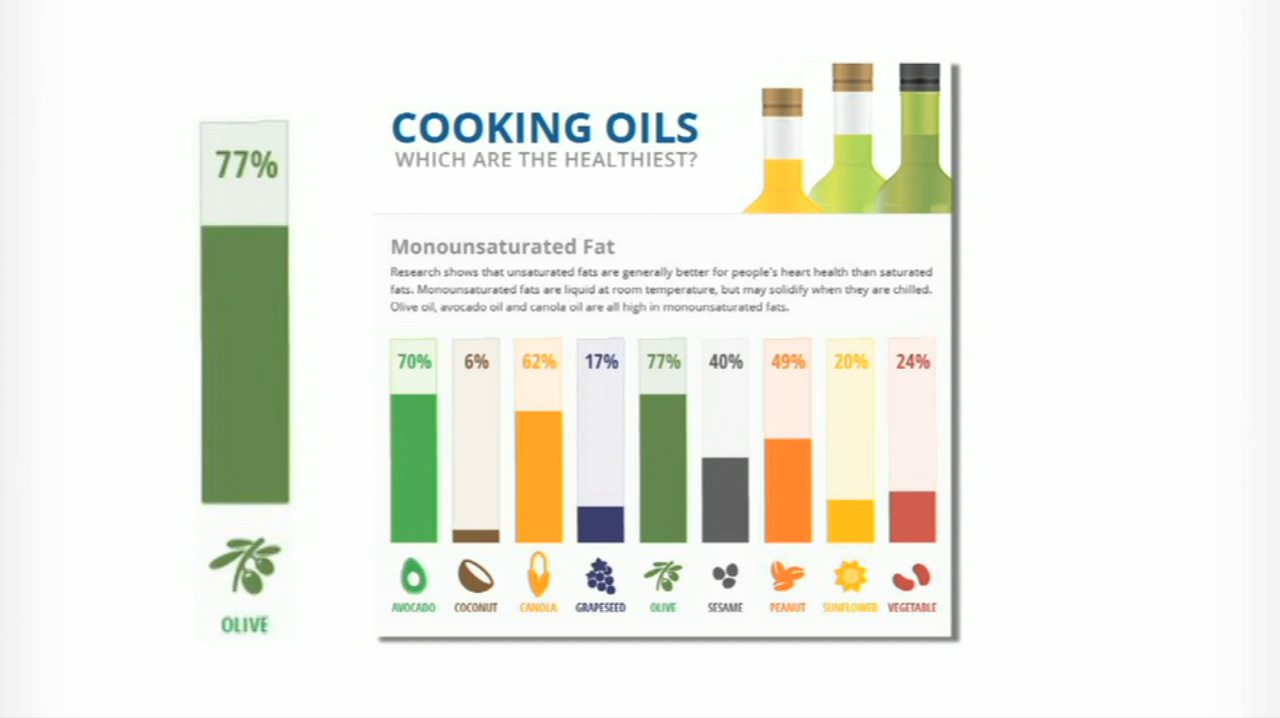 77%
OLIVE
COOKING OILS
WHICH ARE THE HEALTHIEST?
Monounsaturated Fat
Research shows that unsaturated fats are generally better for people's heart health than saturated
fats. Monounsaturated fats are liquid at room temperature, but may solidify when they are chilled.
Olive oil, avocado oil and canola oil are all high in monounsaturated fats.
70% 6% 62% 17% 77% 40% 49% 20% 24%
AVOCADO COCONUT CANOLA GRAPESEED OLIVE SESAME PEANUT SUNFLOWER VEGETABLE